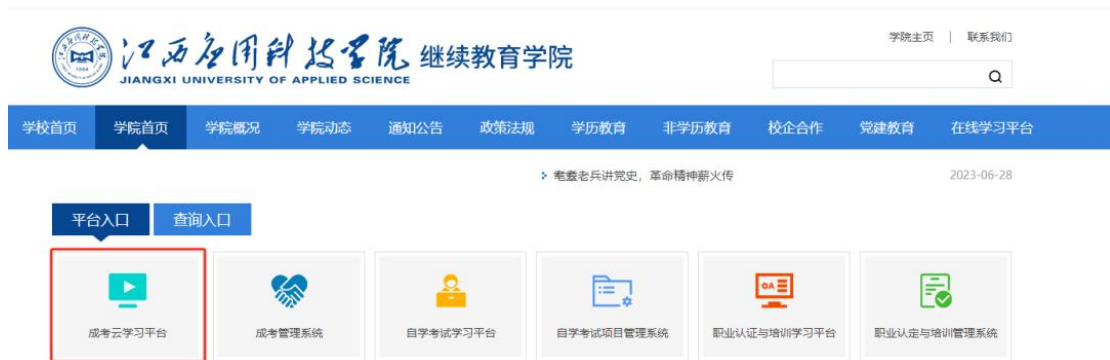 学院主页 | 联系我们
江西应用科技学院 继续教育学院
JIANGXI UNIVERSITY OF APPLIED SCIENCE
学校首页 学院首页 学院概况 学院动态 通知公告 政策法规 学历教育 非学历教育 校企合作 党建教育 在线学习平台
耄耋老兵讲党史，革命精神薪火传 2023-06-28
平台入口 查询入口
OA
成考云学习平台 成考管理系统 自学考试学习平台 自学考试项目管理系统 职业认证与培训学习平台 职业认定与培训管理系统